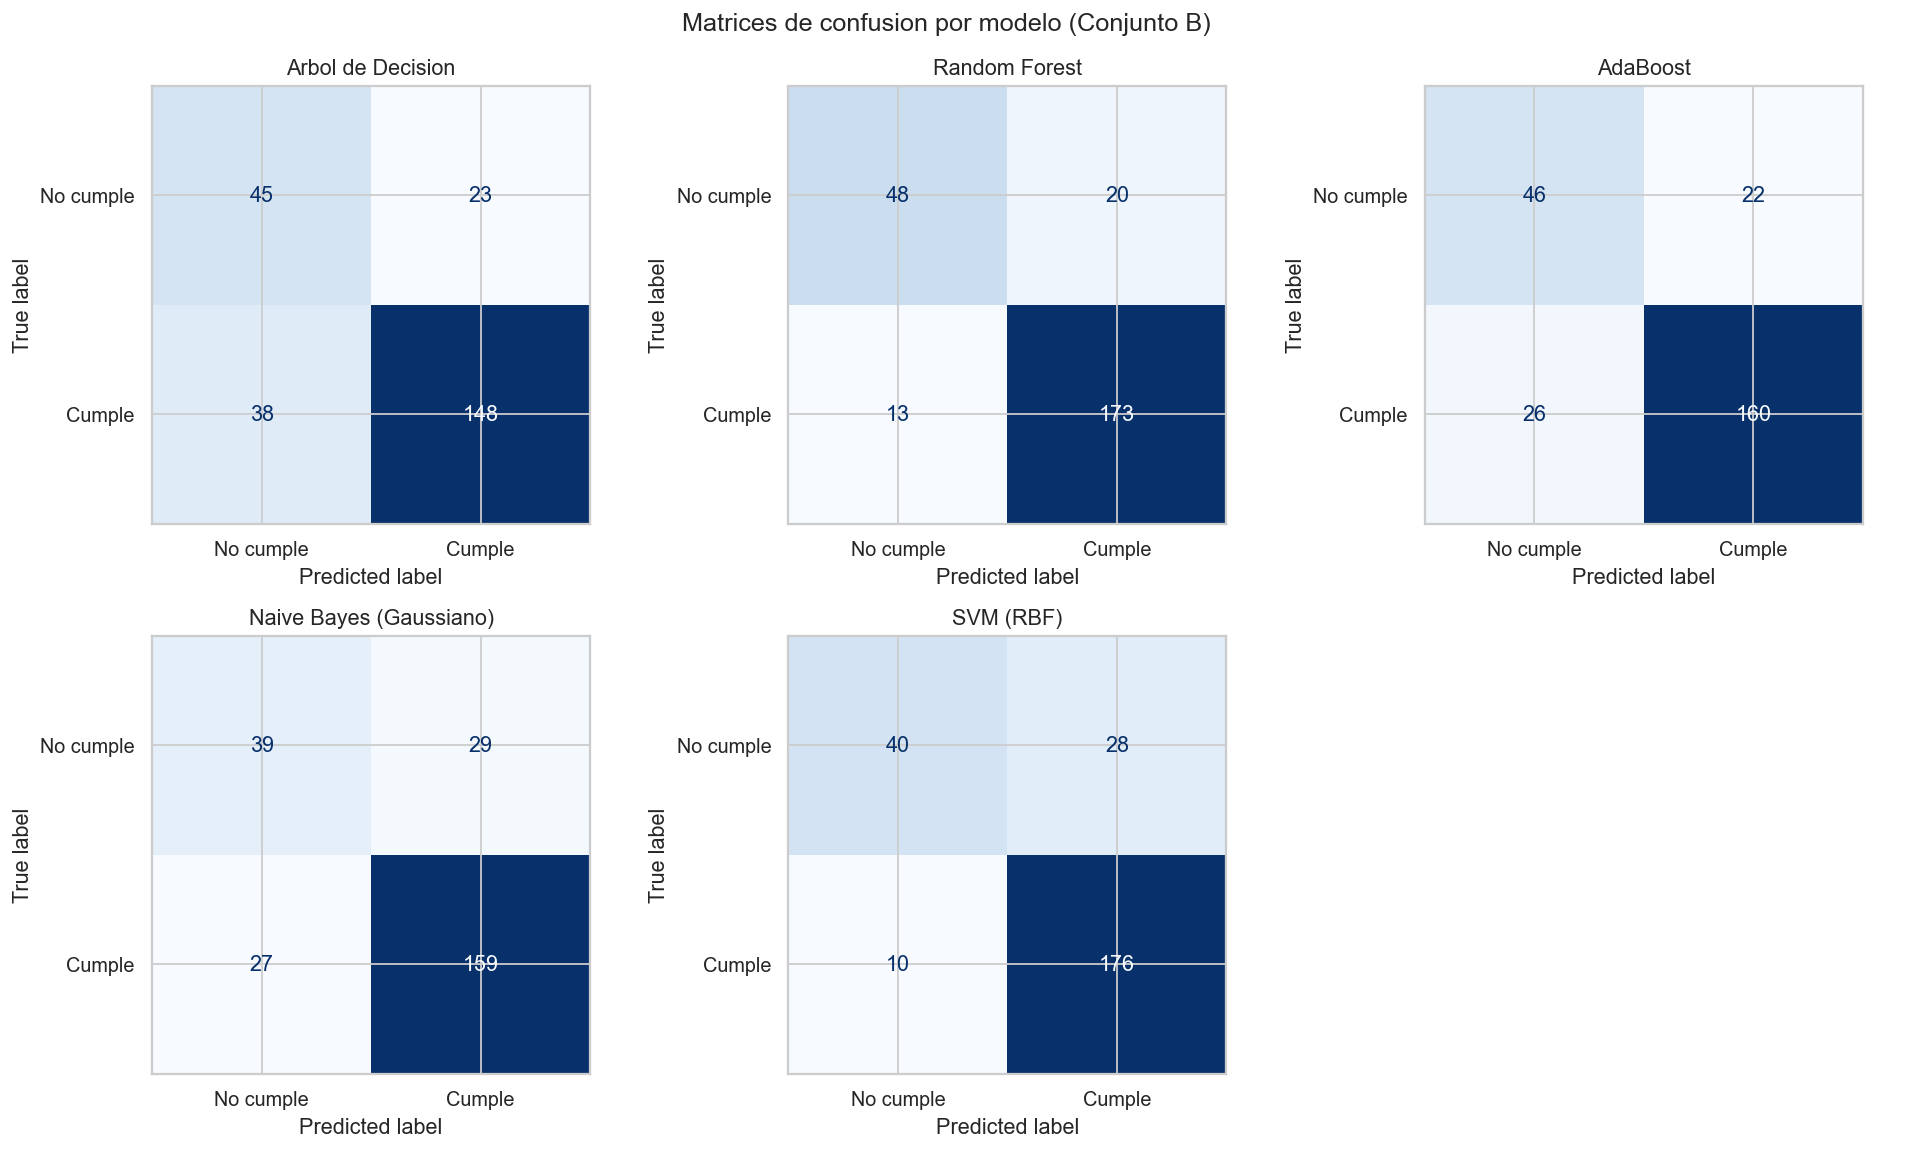 Matrices de confusion por modelo (Conjunto B)
Arbol de Decision
No cumple
45
23
Cumple
38
148
True label
No cumple
Cumple
Predicted label
Random Forest
No cumple
48
20
Cumple
13
173
True label
No cumple
Cumple
Predicted label
AdaBoost
No cumple
46
22
Cumple
26
160
True label
No cumple
Cumple
Predicted label
Naive Bayes (Gaussiano)
No cumple
39
29
Cumple
27
159
True label
No cumple
Cumple
Predicted label
SVM (RBF)
No cumple
40
28
Cumple
10
176
True label
No cumple
Cumple
Predicted label